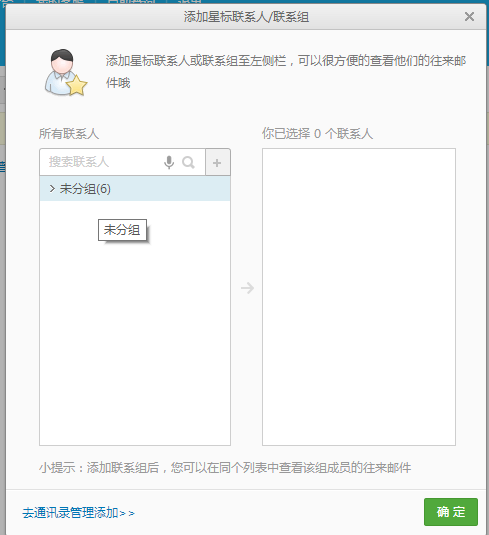 添加星标联系人/联系组
添加星标联系人或联系组至左侧栏，可以很方便的查看他们的往来邮
件哦
所有联系人
你已选择 0 个联系人
搜索联系人
+
未分组(6)
未分组
小提示：添加联系组后，您可以在同个列表中查看该组成员的往来邮件
去通讯录管理添加>>
确 定